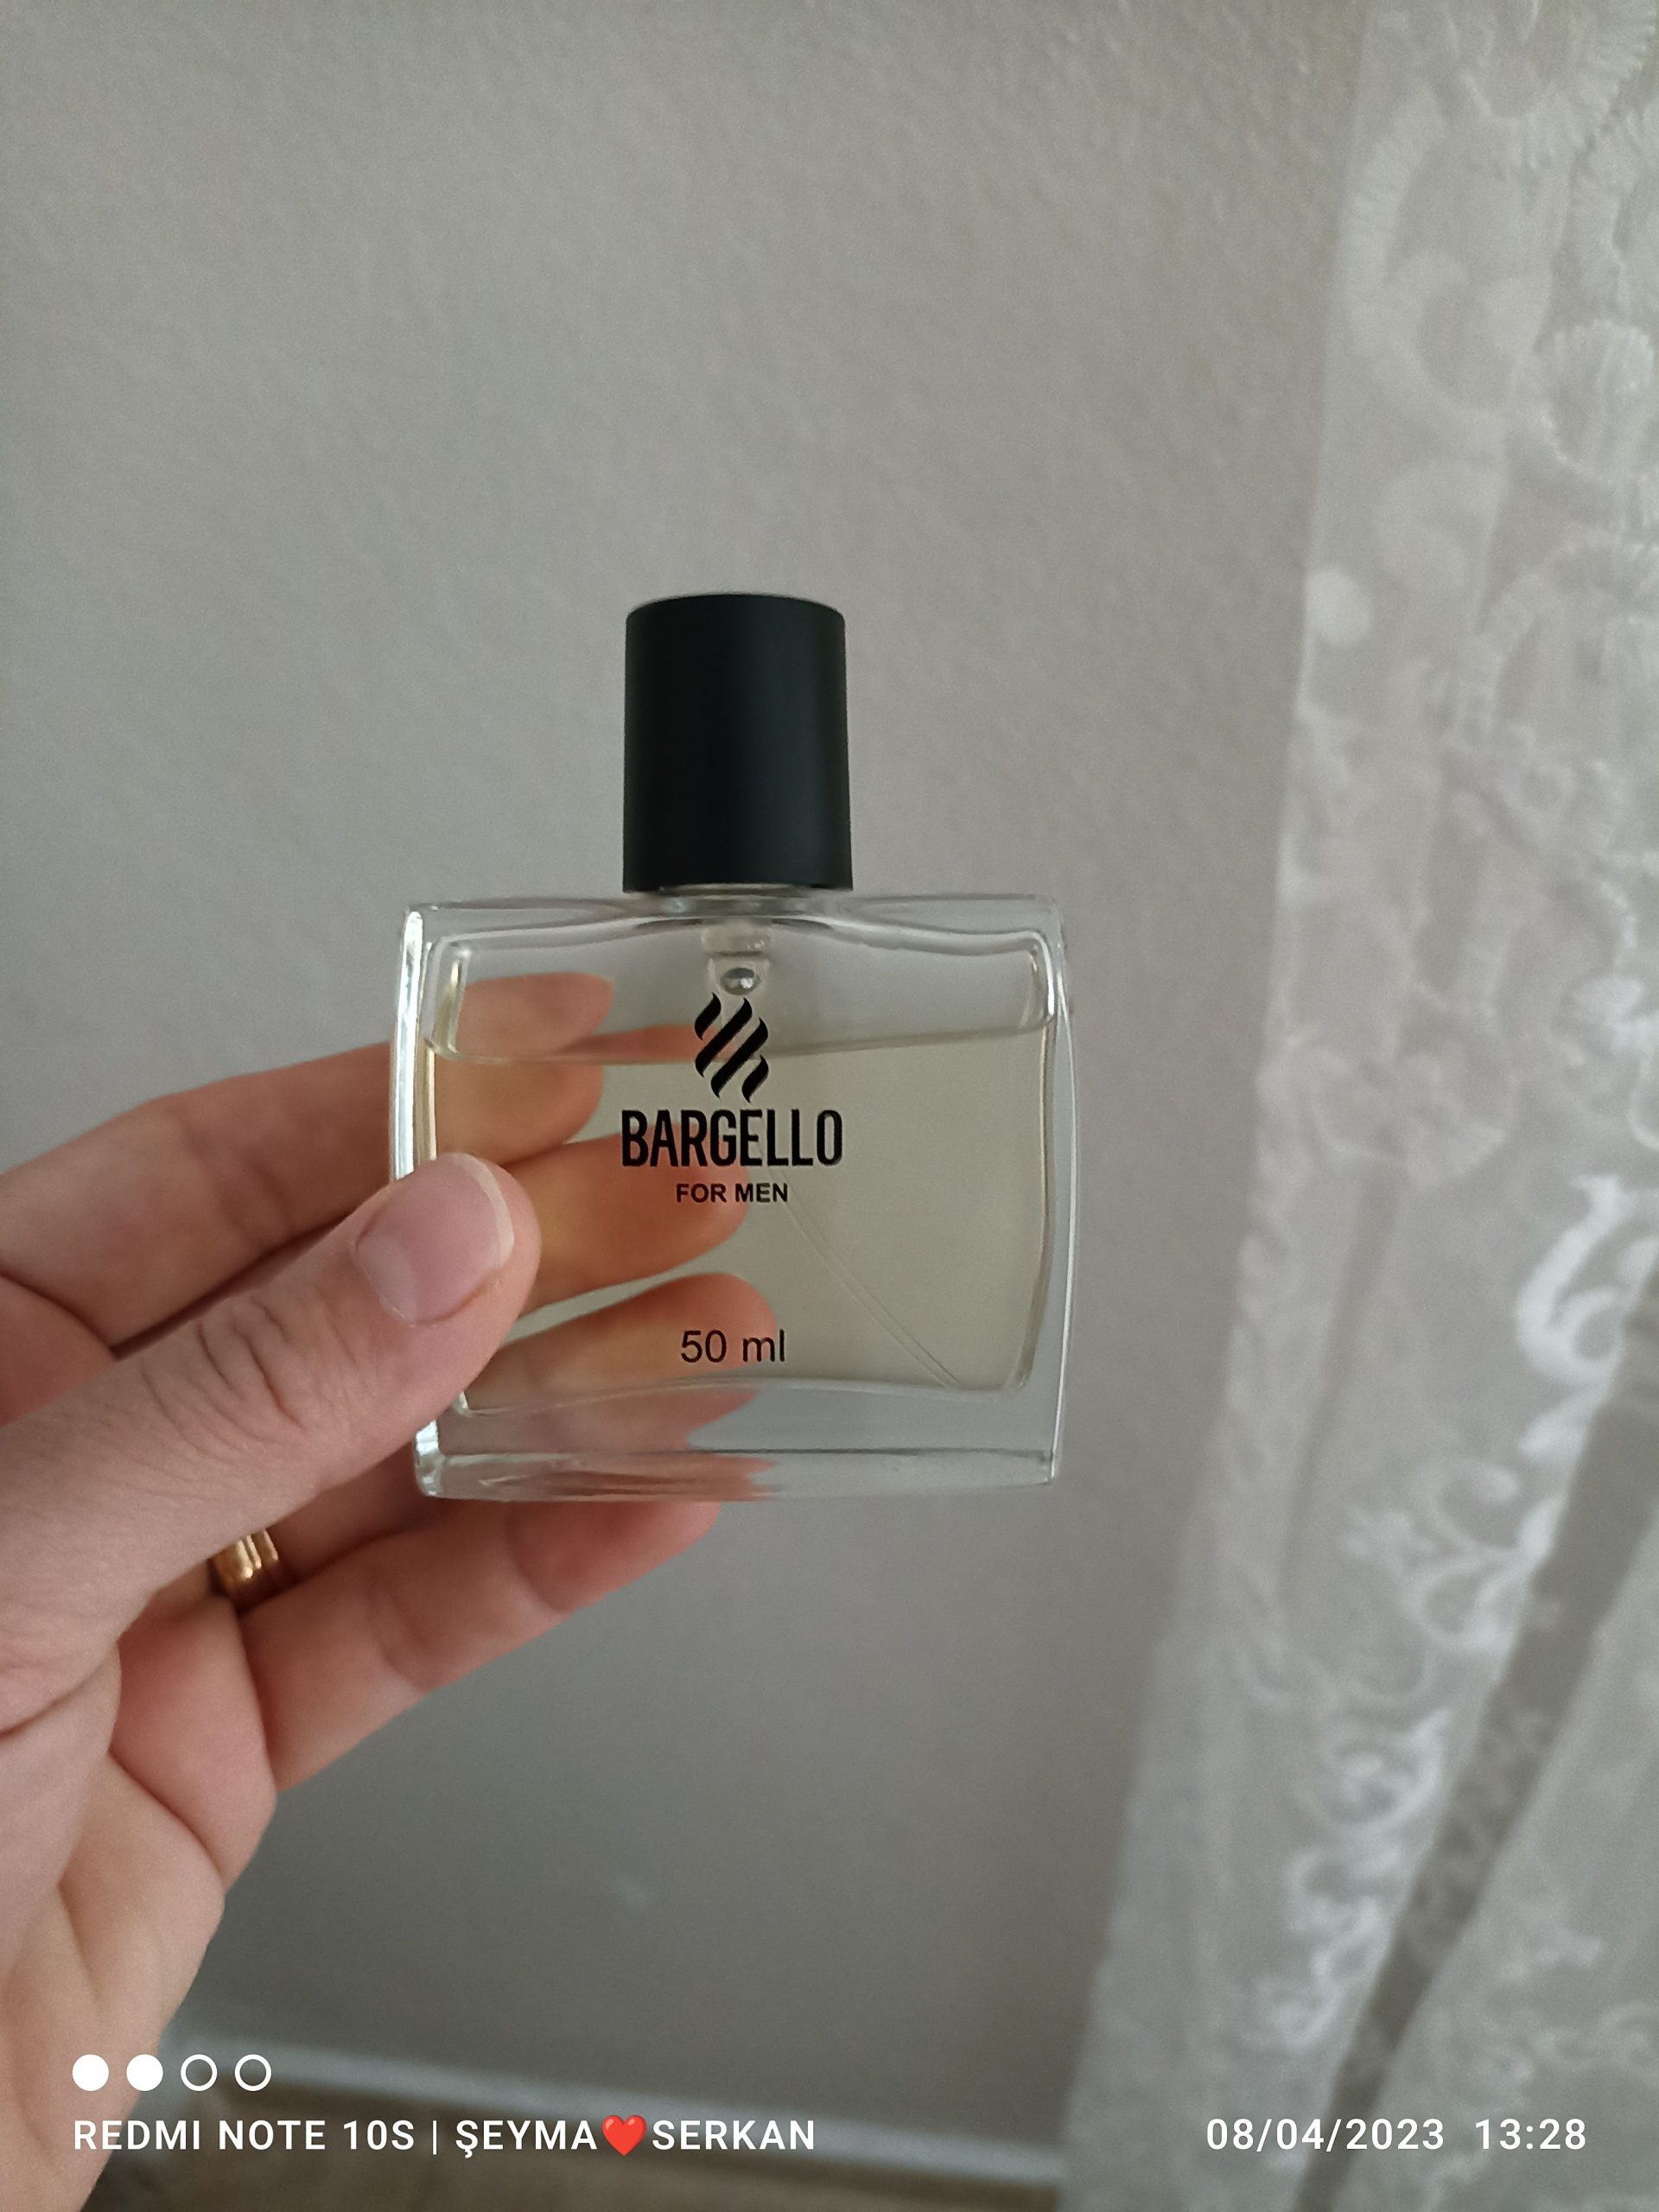 BARGELLO
FOR MEN
50 ml
REDMI NOTE 10S | ŞEYMA❤️SERKAN
08/04/2023 13:28